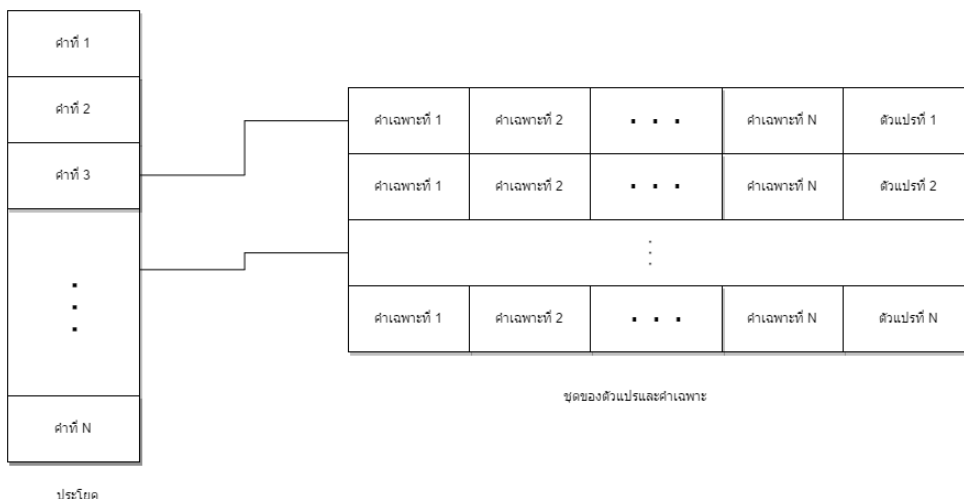 คำที่ 1
คำที่ 2
คำที่ 3
คำที่ N
ประโยค
คำเฉพาะที่ 1 คำเฉพาะที่ 2 คำเฉพาะที่ N ตัวแปรที่ 1
คำเฉพาะที่ 1 คำเฉพาะที่ 2 คำเฉพาะที่ N ตัวแปรที่ 2
คำเฉพาะที่ 1 คำเฉพาะที่ 2 คำเฉพาะที่ N ตัวแปรที่ N
ชุดของตัวแปรและคำเฉพาะ